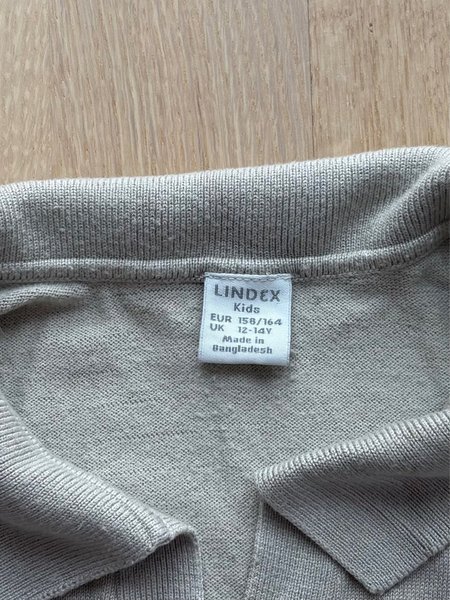 LINDEX
Kids
EUR 158/164
UK 12-14Y
Made in
Bangladesh